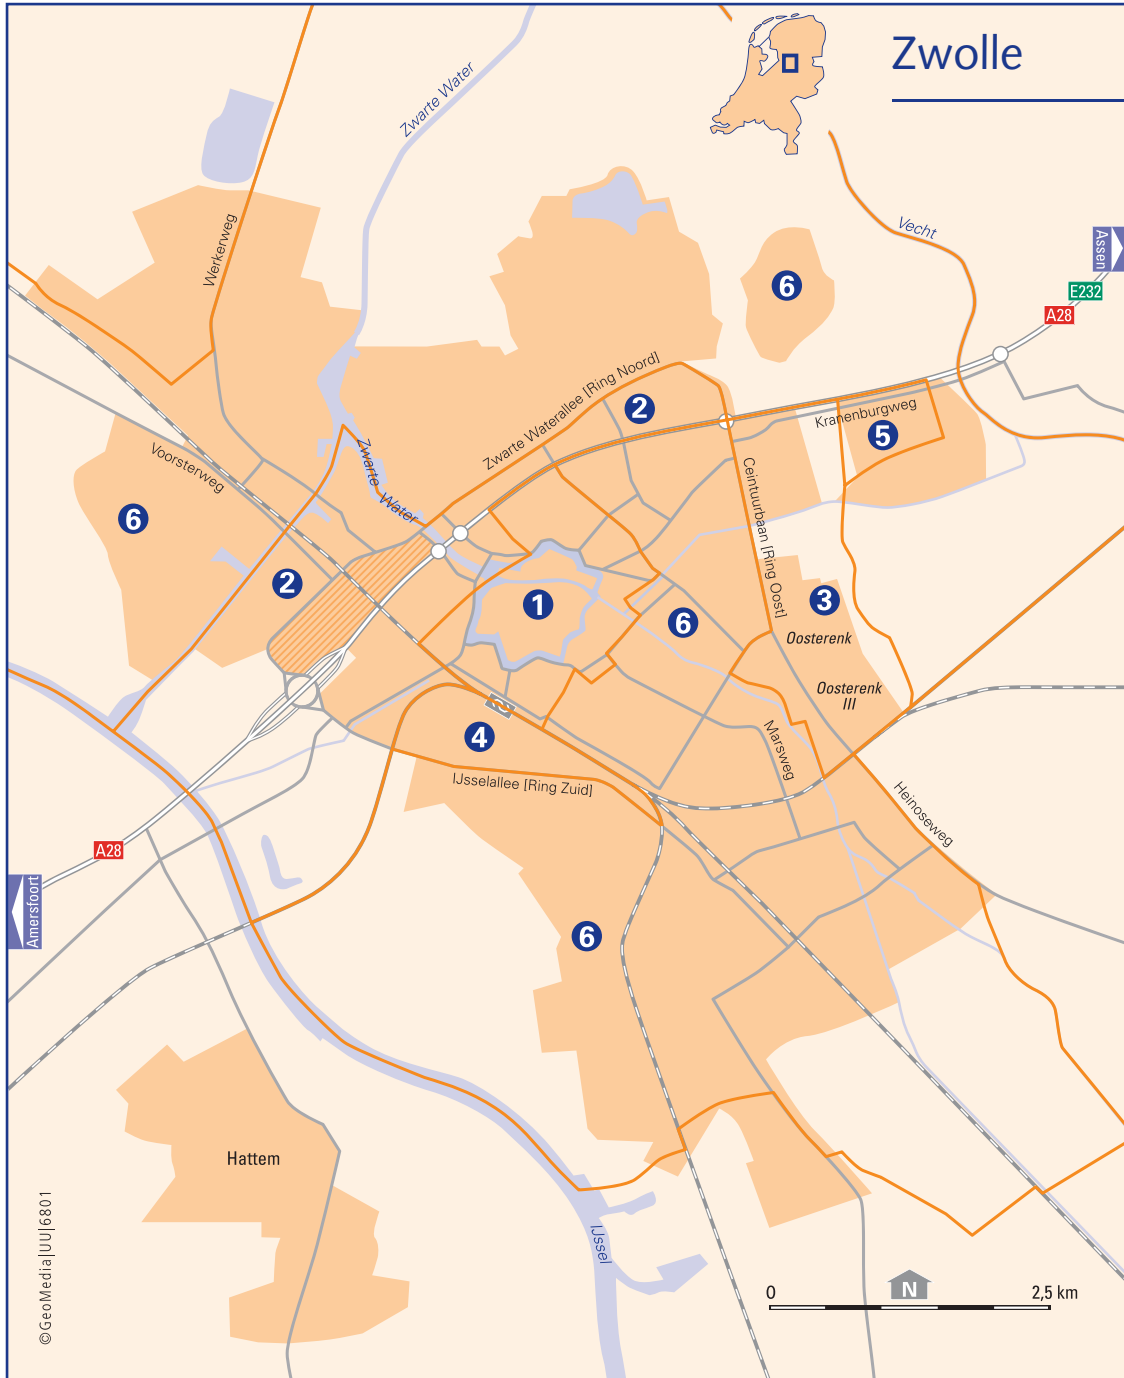 Zwolle
Zwarte Water
Werkerweg
Vecht
Assen
E232
A28
6
Zwarte Waterallee [Ring Noord]
2
Kranenburgweg
5
Voorsterweg
Zwarte Water
Ceintuurbaan [Ring Oost]
6
2
1
6
3
Oosterenk
Oosterenk
III
4
Marsweg
IJsselallee [Ring Zuid]
Heinoseweg
A28
Amersfoort
6
Hattem
IJssel
©GeoMedia|UU|6801
N
0 2,5 km